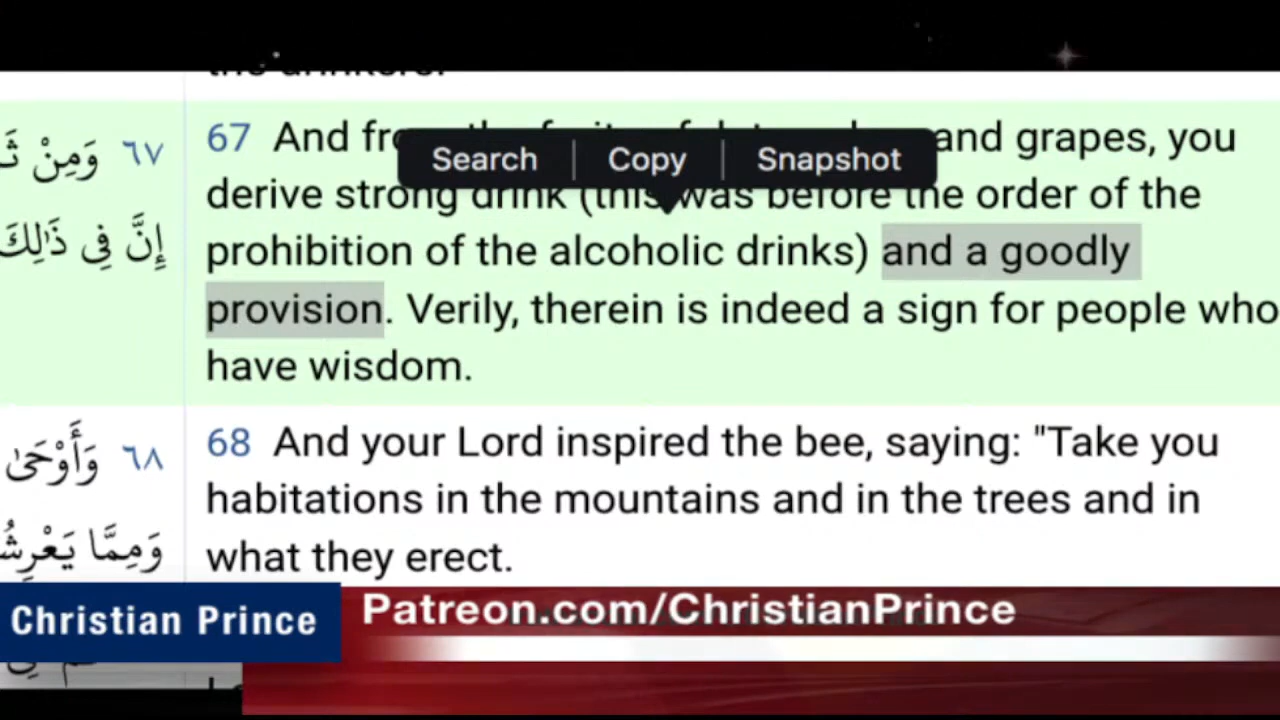 67 And and grapes, you
Search Copy Snapshot
derive strong drink (this was before the order of the
prohibition of the alcoholic drinks) and a goodly
provision. Verily, therein is indeed a sign for people who
have wisdom.
٦٧ وَمِنْ
إِنَّ فِي ذَٰلِكَ
68 And your Lord inspired the bee, saying: "Take you
habitations in the mountains and in the trees and in
what they erect.
٦٨ وَأَوْحَىٰ
وَمِمَّا
Christian Prince
Patreon.com/ChristianPrince